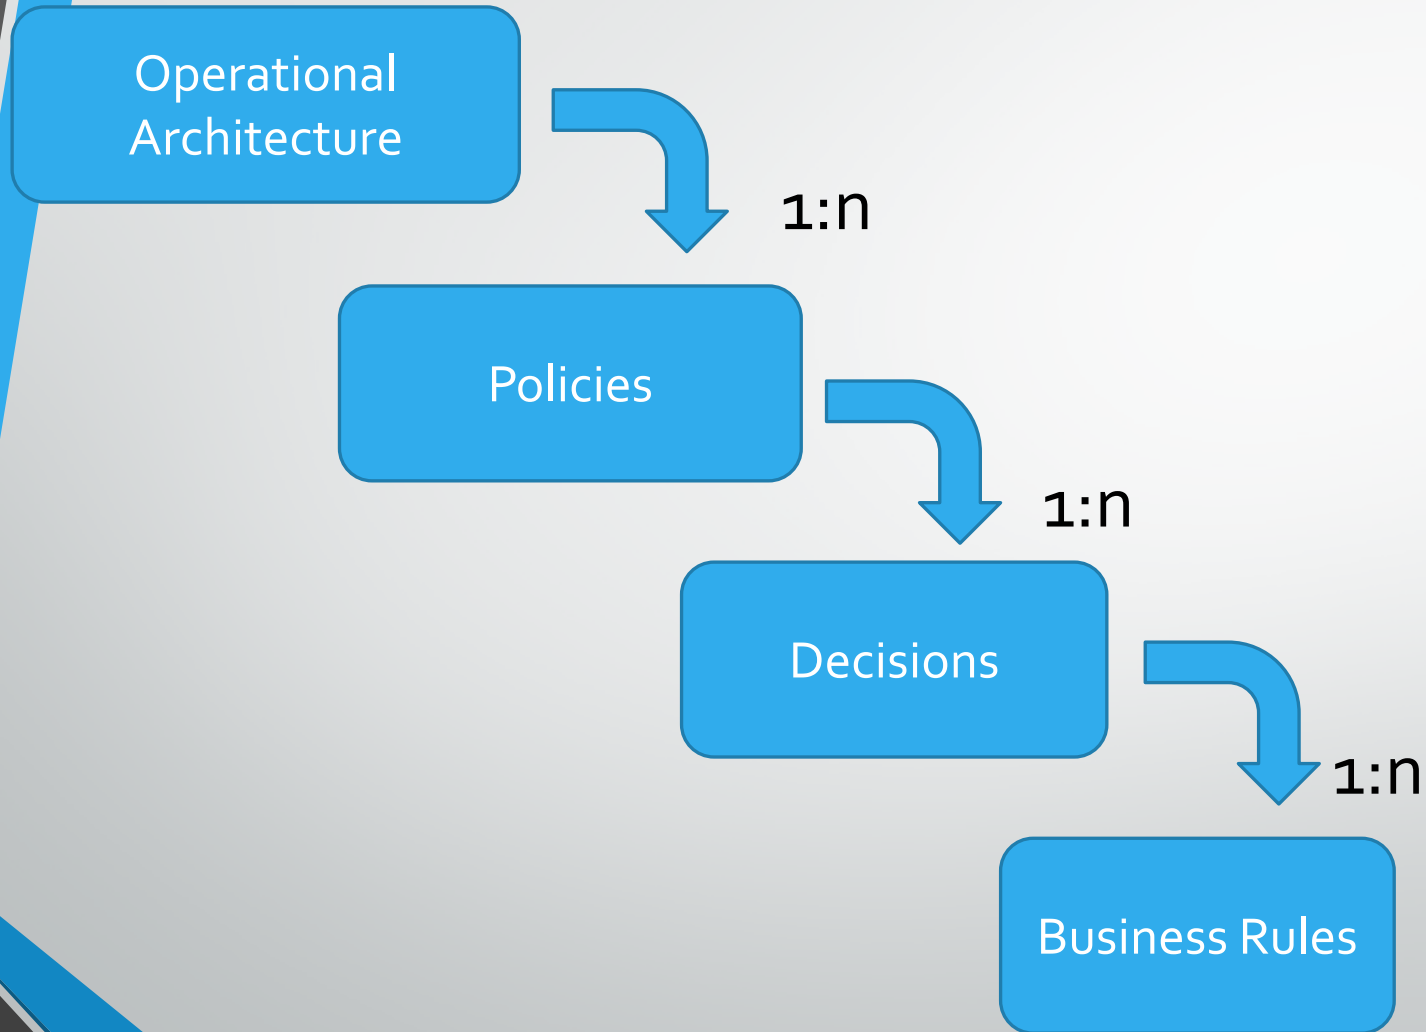 Operational
Architecture
1:n
Policies
1:n
Decisions
1:n
Business Rules